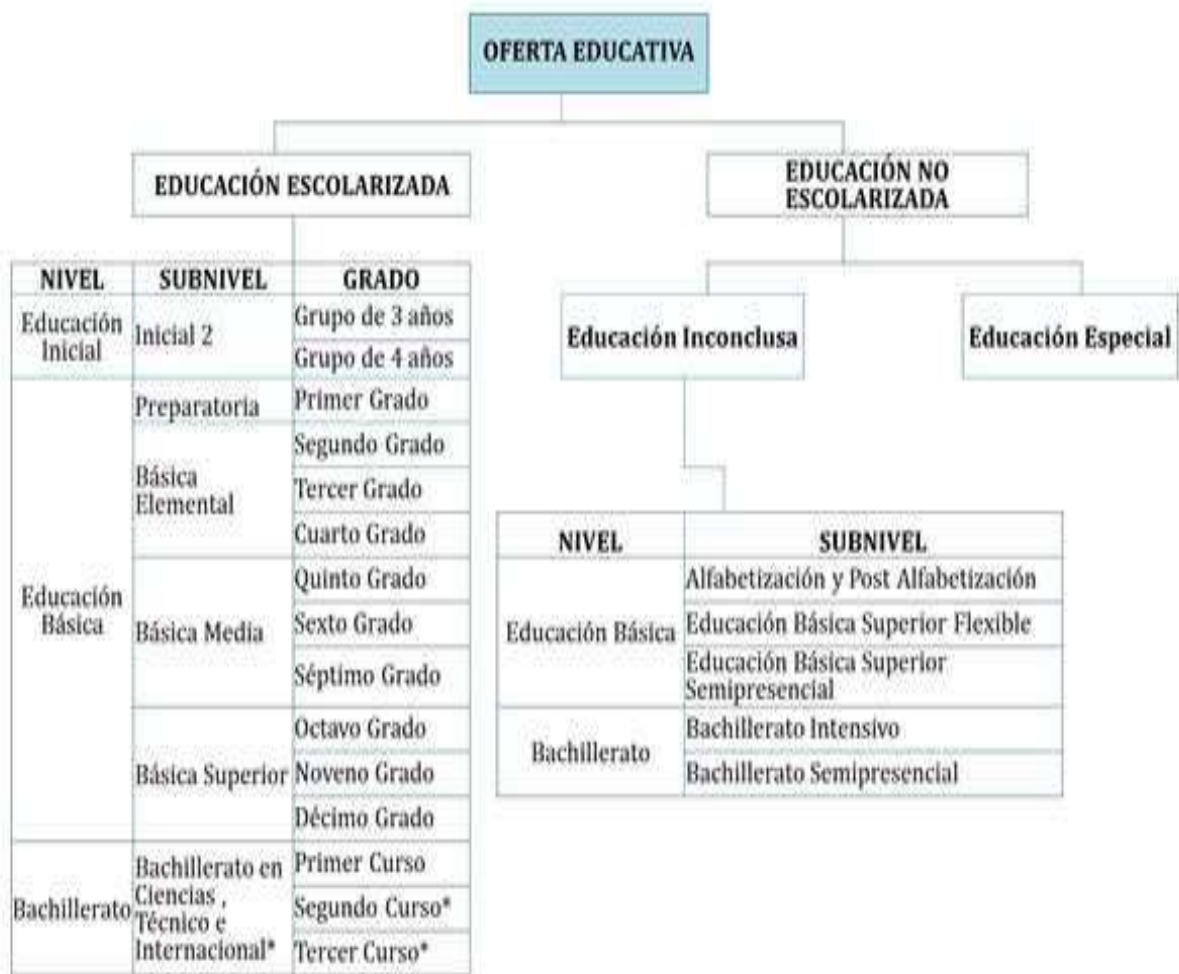 OFERTA EDUCATIVA
EDUCACIÓN ESCOLARIZADA
EDUCACIÓN NO
ESCOLARIZADA
NIVEL SUBNIVEL GRADO
Educación
Inicial
Inicial 2
Grupo de 3 años
Grupo de 4 años
Educación
Básica
Preparatoria
Primer Grado
Básica
Elemental
Segundo Grado
Tercer Grado
Cuarto Grado
Básica Media
Quinto Grado
Sexto Grado
Séptimo Grado
Básica Superior
Octavo Grado
Noveno Grado
Décimo Grado
Bachillerato
Bachillerato en
Ciencias ,
Técnico e
Internacional*
Primer Curso
Segundo Curso*
Tercer Curso*
Educación Inconclusa
Educación Especial
NIVEL SUBNIVEL
Educación Básica
Alfabetización y Post Alfabetización
Educación Básica Superior Flexible
Educación Básica Superior
Semipresencial
Bachillerato
Bachillerato Intensivo
Bachillerato Semipresencial